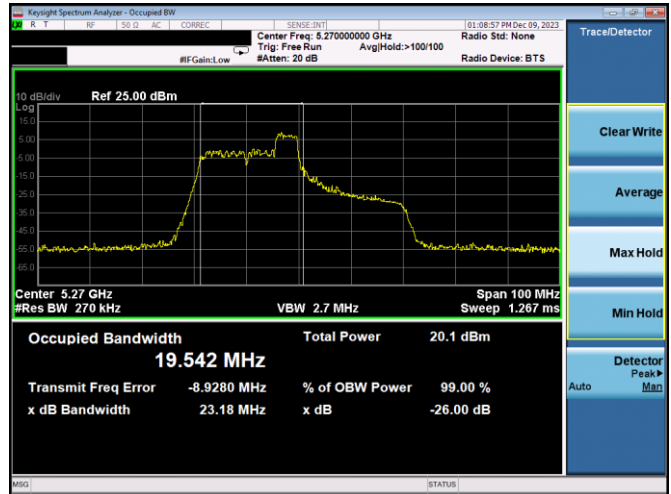 Keysight Spectrum Analyzer - Occupied BW
R T RF 50 Ω AC CORREC SENSE:INT 01:08:57 PM Dec 09, 2023
Center Freq: 5.270000000 GHz Radio Std: None
Trig: Free Run Avg|Hold:>100/100
#IFGain:Low #Atten: 20 dB Radio Device: BTS
Trace/Detector
10 dB/div Ref 25.00 dBm
Log
15.0
5.00
-5.00
-15.0
-25.0
-35.0
-45.0
-55.0
-65.0
Center 5.27 GHz Span 100 MHz
#Res BW 270 kHz VBW 2.7 MHz Sweep 1.267 ms
Occupied Bandwidth Total Power 20.1 dBm
19.542 MHz
Transmit Freq Error -8.9280 MHz % of OBW Power 99.00 %
x dB Bandwidth 23.18 MHz x dB -26.00 dB
Clear Write
Average
Max Hold
Min Hold
Detector
Peak▶
Auto Man
MSG STATUS